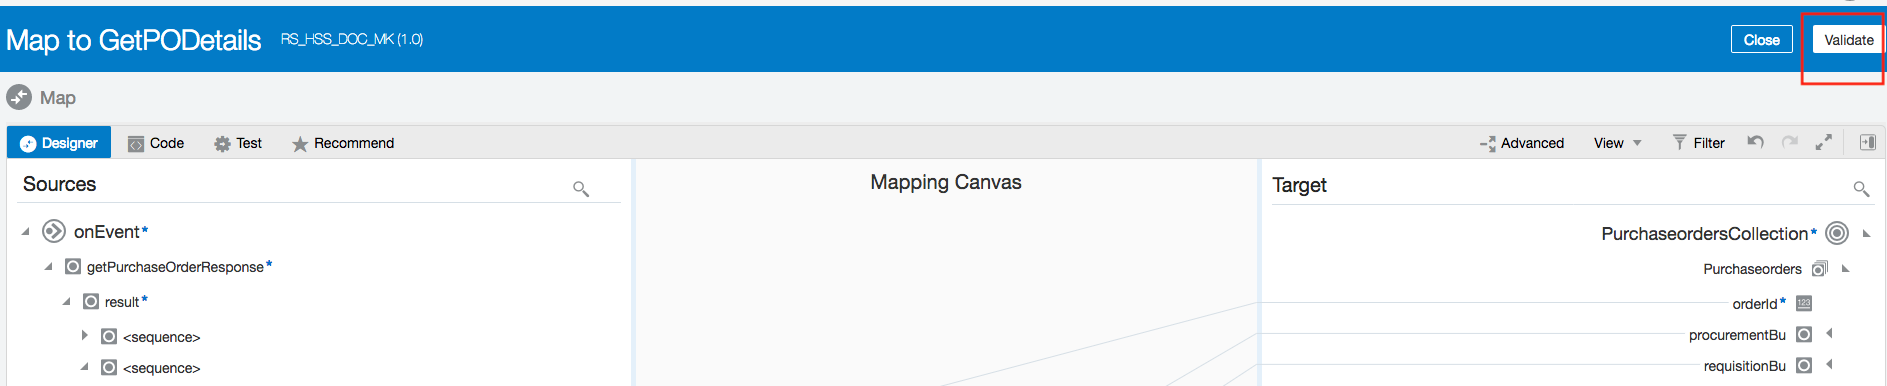 Map to GetPODetails RS_HSS_DOC_MK (1.0) Close Validate
Map
Designer Code Test Recommend Advanced View Filter
Sources Mapping Canvas Target
onEvent* PurchaseordersCollection*
getPurchaseOrderResponse* Purchaseorders
result* orderId* 123
<sequence> procurementBu
<sequence> requisitionBu